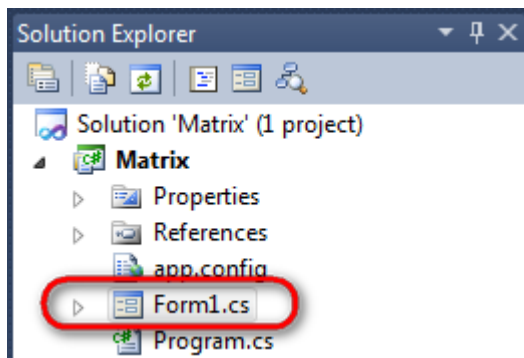 Solution Explorer
Solution 'Matrix' (1 project)
Matrix
Properties
References
app.config
Form1.cs
Program.cs